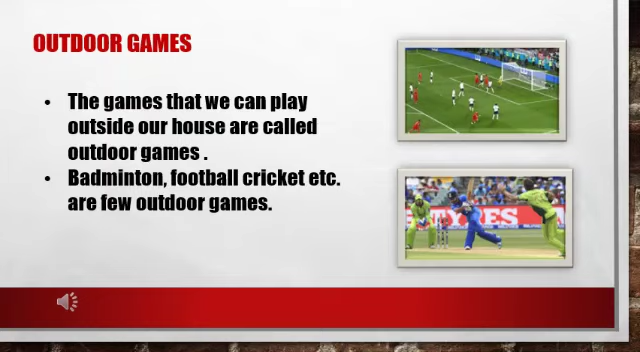 OUTDOOR GAMES
• The games that we can play
outside our house are called
outdoor games .
• Badminton, football cricket etc.
are few outdoor games.